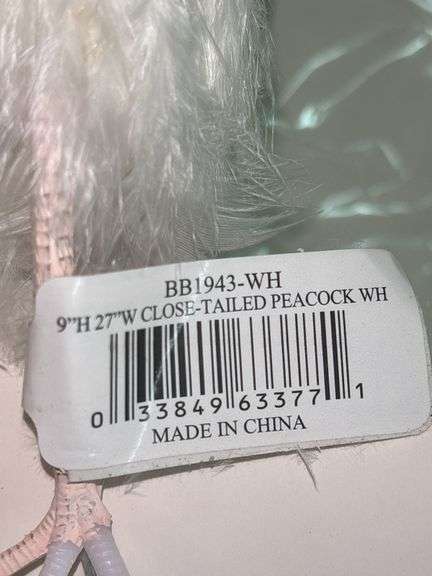 BB1943-WH
9”H 27”W CLOSE-TAILED PEACOCK WH
0 33849 63377 1
MADE IN CHINA